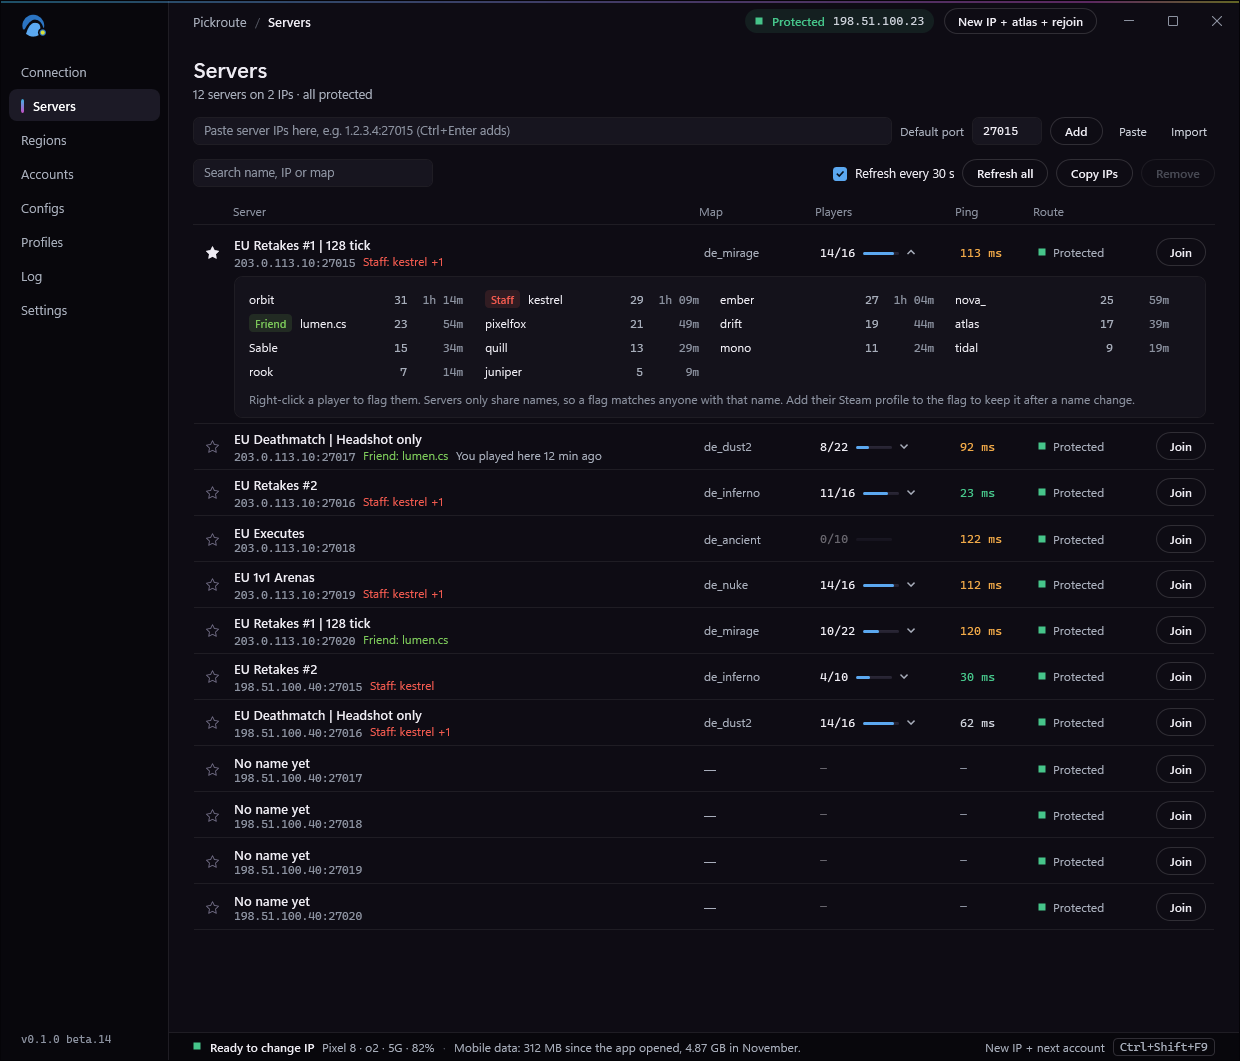 Pickroute / Servers
Protected 198.51.100.23
New IP + atlas + rejoin
Connection
Servers
Regions
Accounts
Configs
Profiles
Log
Settings
Servers
12 servers on 2 IPs · all protected
Paste server IPs here, e.g. 1.2.3.4:27015 (Ctrl+Enter adds)
Default port 27015 Add Paste Import
Search name, IP or map
Refresh every 30 s Refresh all Copy IPs Remove
Server Map Players Ping Route
EU Retakes #1 | 128 tick
203.0.113.10:27015 Staff: kestrel +1
de_mirage 14/16 113 ms Protected Join
orbit 31 1h 14m Staff kestrel 29 1h 09m ember 27 1h 04m nova_ 25 59m
Friend lumen.cs 23 54m pixelfox 21 49m drift 19 44m atlas 17 39m
Sable 15 34m quill 13 29m mono 11 24m tidal 9 19m
rook 7 14m juniper 5 9m
Right-click a player to flag them. Servers only share names, so a flag matches anyone with that name. Add their Steam profile to the flag to keep it after a name change.
EU Deathmatch | Headshot only
203.0.113.10:27017 Friend: lumen.cs You played here 12 min ago
de_dust2 8/22 92 ms Protected Join
EU Retakes #2
203.0.113.10:27016 Staff: kestrel +1
de_inferno 11/16 23 ms Protected Join
EU Executes
203.0.113.10:27018
de_ancient 0/10 122 ms Protected Join
EU 1v1 Arenas
203.0.113.10:27019 Staff: kestrel +1
de_nuke 14/16 112 ms Protected Join
EU Retakes #1 | 128 tick
203.0.113.10:27020 Friend: lumen.cs
de_mirage 10/22 120 ms Protected Join
EU Retakes #2
198.51.100.40:27015 Staff: kestrel
de_inferno 4/10 30 ms Protected Join
EU Deathmatch | Headshot only
198.51.100.40:27016 Staff: kestrel +1
de_dust2 14/16 62 ms Protected Join
No name yet
198.51.100.40:27017
— – – Protected Join
No name yet
198.51.100.40:27018
— – – Protected Join
No name yet
198.51.100.40:27019
— – – Protected Join
No name yet
198.51.100.40:27020
— – – Protected Join
v0.1.0 beta.14
Ready to change IP Pixel 8 · o2 · 5G · 82% · Mobile data: 312 MB since the app opened, 4.87 GB in November.
New IP + next account Ctrl+Shift+F9